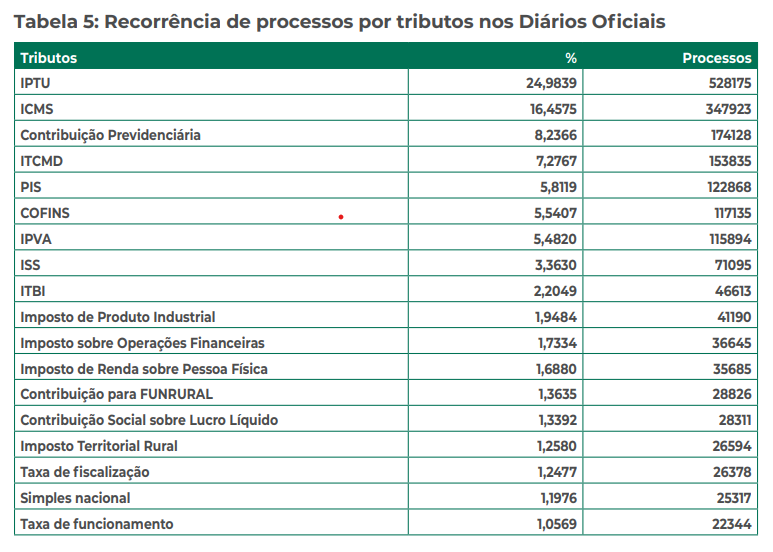 Tabela 5: Recorrência de processos por tributos nos Diários Oficiais
Tributos % Processos
IPTU 24,9839 528175
ICMS 16,4575 347923
Contribuição Previdenciária 8,2366 174128
ITCMD 7,2767 153835
PIS 5,8119 122868
COFINS 5,5407 117135
IPVA 5,4820 115894
ISS 3,3630 71095
ITBI 2,2049 46613
Imposto de Produto Industrial 1,9484 41190
Imposto sobre Operações Financeiras 1,7334 36645
Imposto de Renda sobre Pessoa Física 1,6880 35685
Contribuição para FUNRURAL 1,3635 28826
Contribuição Social sobre Lucro Líquido 1,3392 28311
Imposto Territorial Rural 1,2580 26594
Taxa de fiscalização 1,2477 26378
Simples nacional 1,1976 25317
Taxa de funcionamento 1,0569 22344